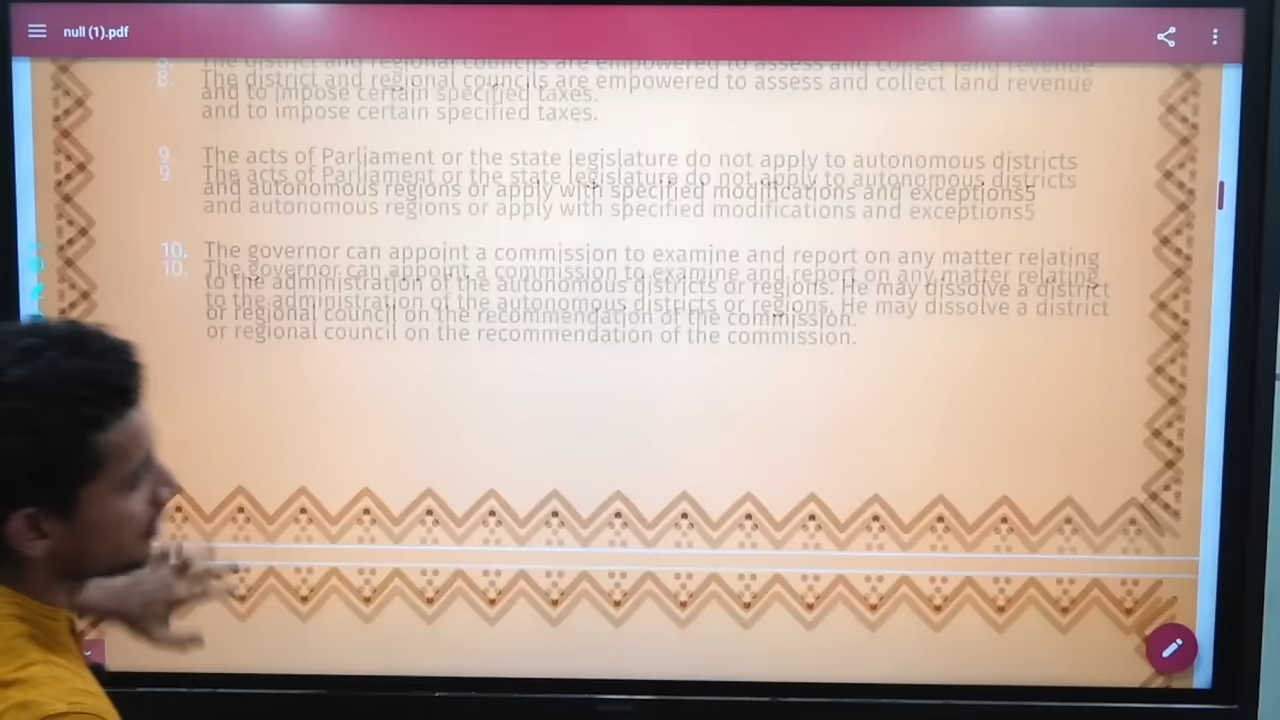 null (1).pdf
8. The district and regional councils are empowered to assess and collect land revenue
and to impose certain specified taxes.
9. The acts of Parliament or the state legislature do not apply to autonomous districts
and autonomous regions or apply with specified modifications and exceptions5
10. The governor can appoint a commission to examine and report on any matter relating
to the administration of the autonomous districts or regions. He may dissolve a district
or regional council on the recommendation of the commission.